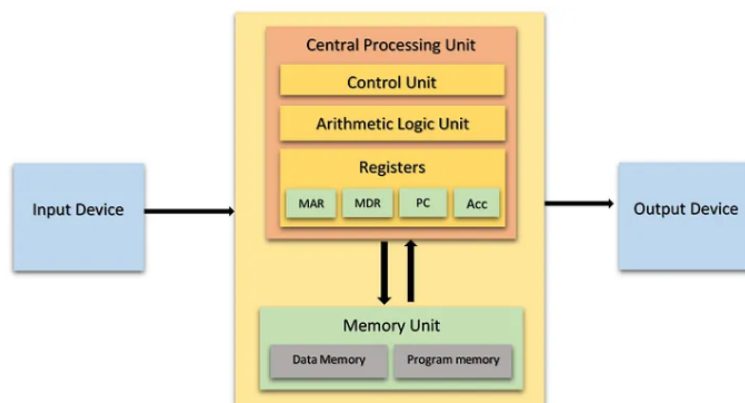 Central Processing Unit
Control Unit
Arithmetic Logic Unit
Registers
MAR MDR PC Acc
Input Device
Output Device
Memory Unit
Data Memory Program memory